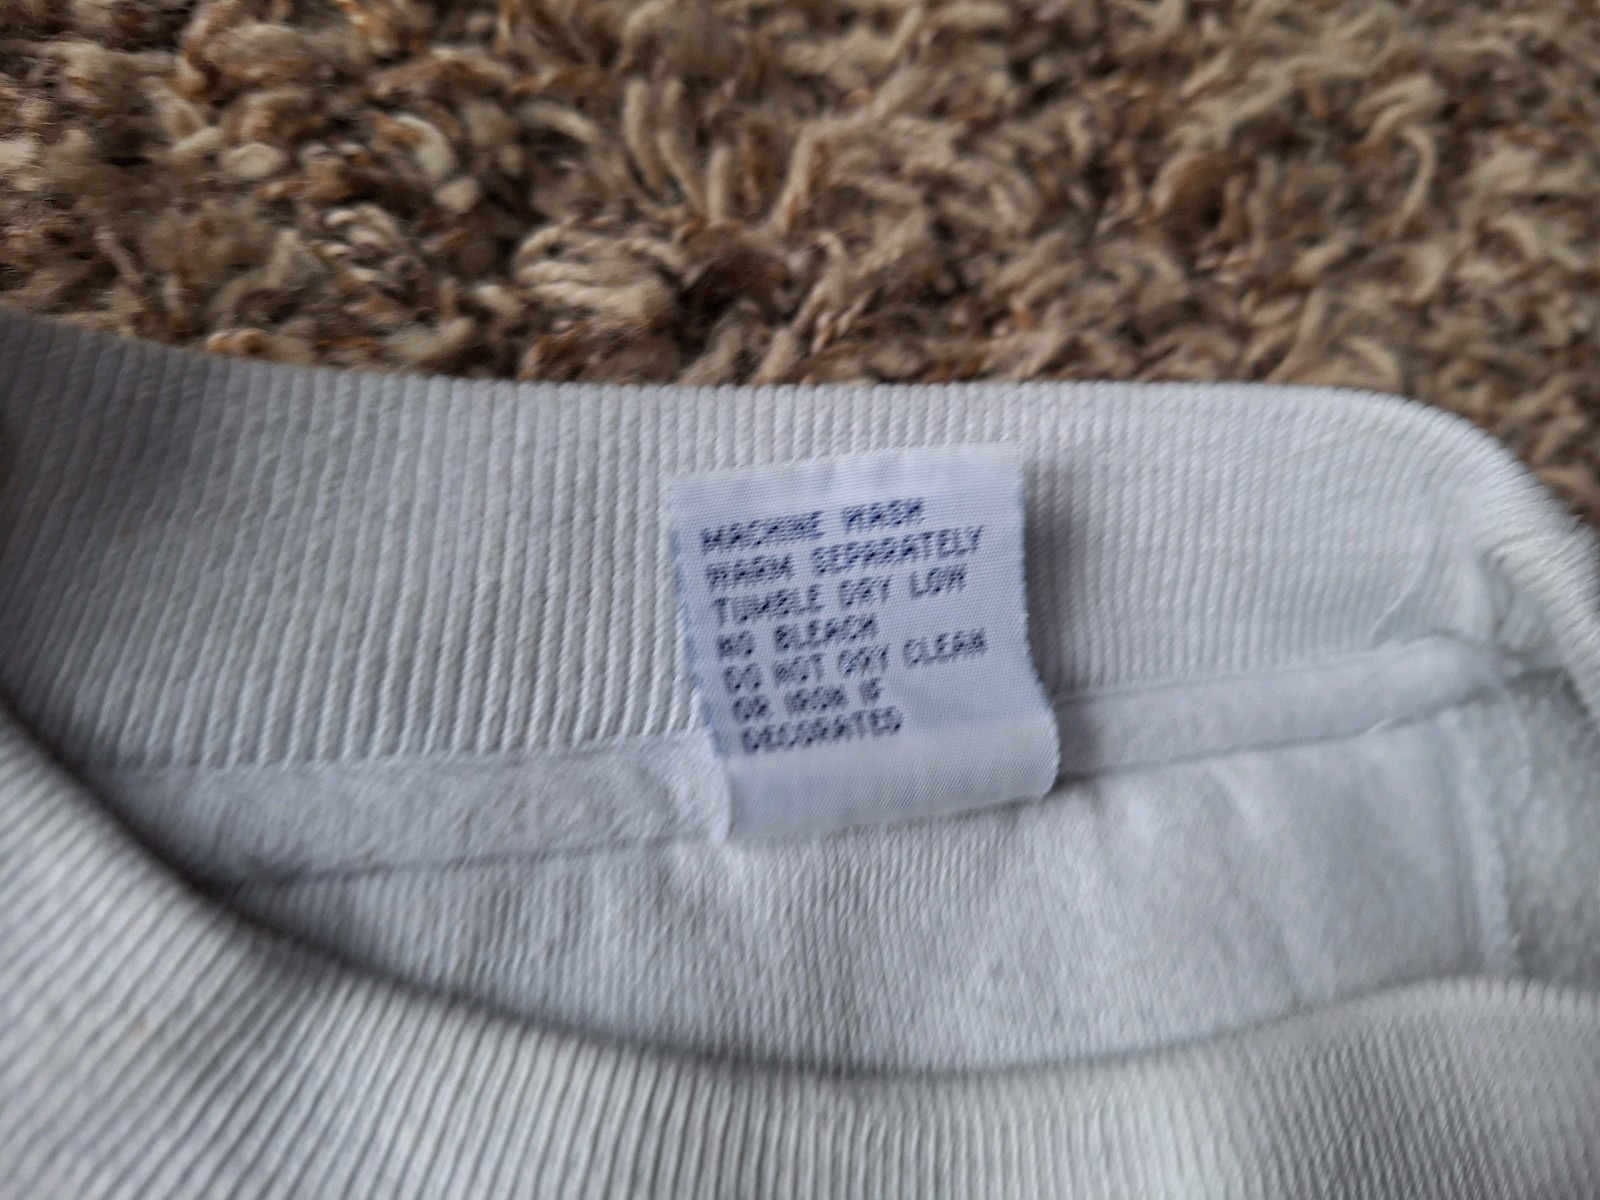 MACHINE WASH
WARM SEPARATELY
TUMBLE DRY LOW
NO BLEACH
DO NOT DRY CLEAN
OR IRON IF
DECORATED